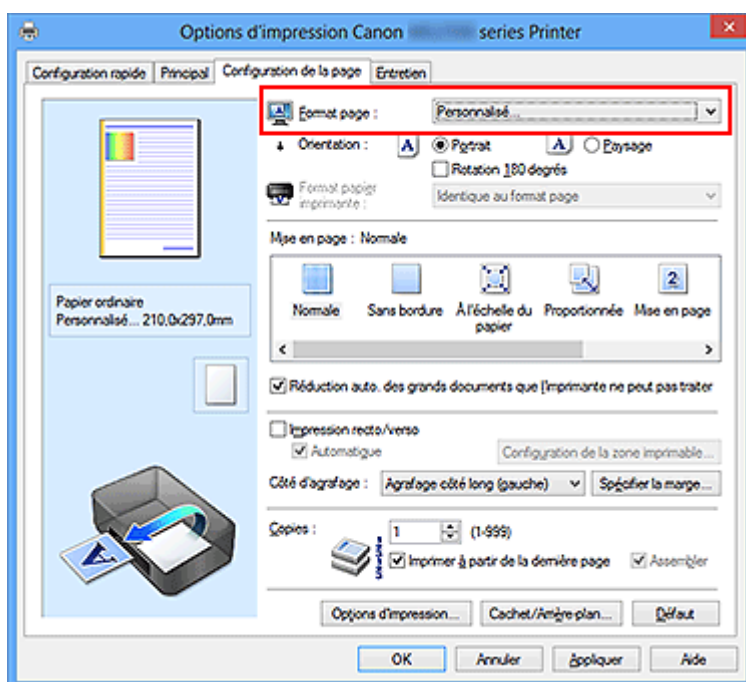 Options d'impression Canon series Printer
Configuration rapide Principal Configuration de la page Entretien
Format page : Personnalisé...
Orientation : A Portrait A Paysage
Rotation 180 degrés
Format papier imprimante : Identique au format page
Mise en page : Normale
Normale Sans bordure À l'échelle du papier Proportionnée Mise en page
Papier ordinaire
Personnalisé... 210,0x297,0mm
Réduction auto. des grands documents que l'imprimante ne peut pas traiter
Impression recto/verso
Automatique Configuration de la zone imprimable...
Côté d'agrafage : Agrafage côté long (gauche) Spécifier la marge...
Copies : 1 (1-999)
Imprimer à partir de la dernière page Assembler
Options d'impression... Cachet/Arrière-plan... Défaut
OK Annuler Appliquer Aide